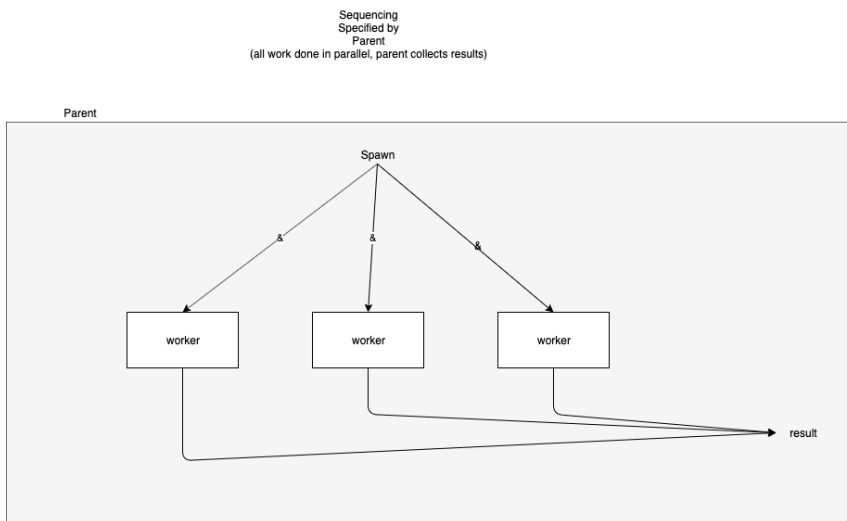 Sequencing
Specified by
Parent
(all work done in parallel, parent collects results)
Parent
Spawn
& & &
worker worker worker
result